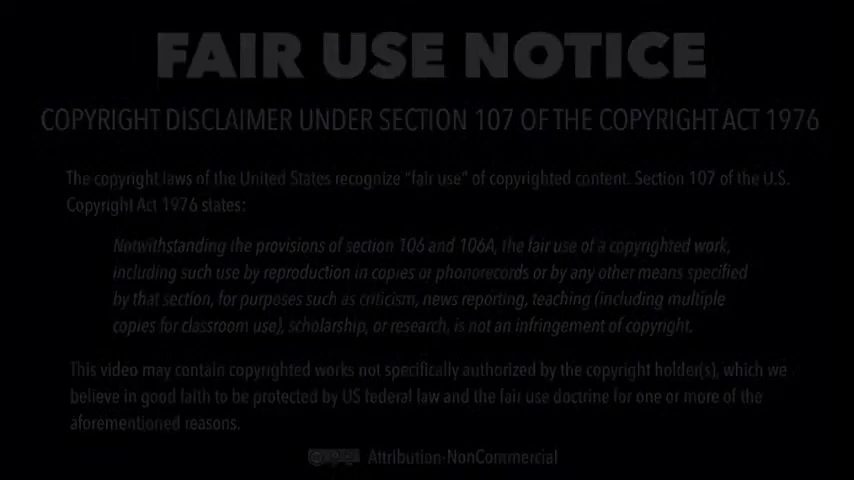 FAIR USE NOTICE
COPYRIGHT DISCLAIMER UNDER SECTION 107 OF THE COPYRIGHT ACT 1976
The copyright laws of the United States recognize "fair use" of copyrighted content. Section 107 of the U.S.
Copyright Act 1976 states:
Notwithstanding the provisions of section 106 and 106A, the fair use of a copyrighted work,
including such use by reproduction in copies or phonorecords or by any other means specified
by that section, for purposes such as criticism, news reporting, teaching (including multiple
copies for classroom use), scholarship, or research, is not an infringement of copyright.
This video may contain copyrighted works not specifically authorized by the copyright holder(s), which we
believe in good faith to be protected by US federal law and the fair use doctrine for one or more of the
aforementioned reasons.
Attribution-NonCommercial